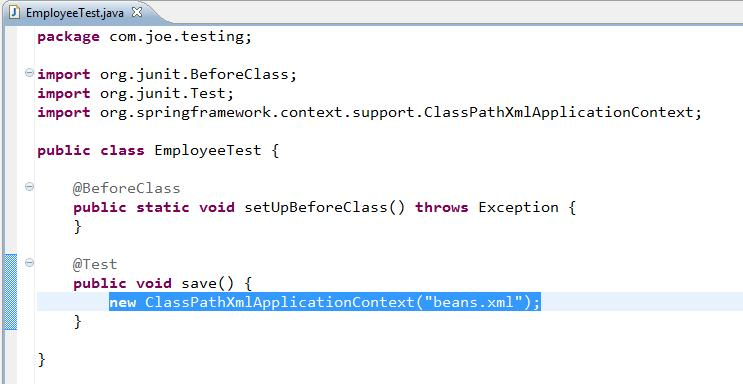 EmployeeTest.java
package com.joe.testing;
import org.junit.BeforeClass;
import org.junit.Test;
import org.springframework.context.support.ClassPathXmlApplicationContext;
public class EmployeeTest {
@BeforeClass
public static void setUpBeforeClass() throws Exception {
}
@Test
public void save() {
new ClassPathXmlApplicationContext("beans.xml");
}
}